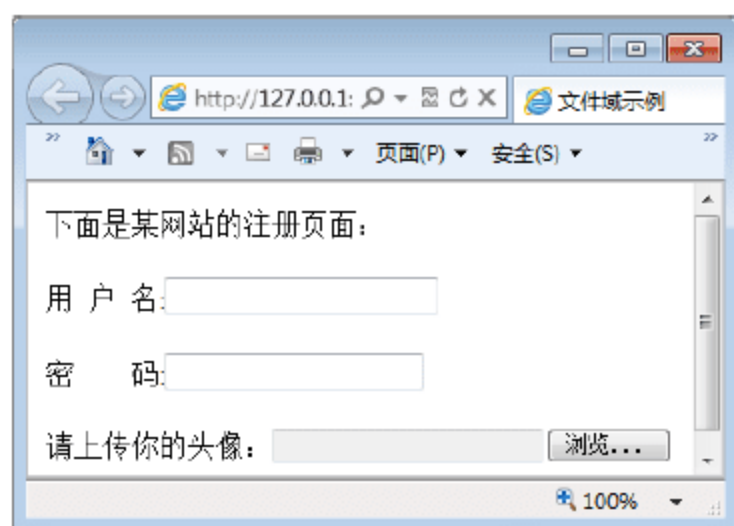 http://127.0.0.1: 文件域示例
页面(P) 安全(S)
下面是某网站的注册页面：
用 户 名:
密 码:
请上传你的头像： 浏览...
100%